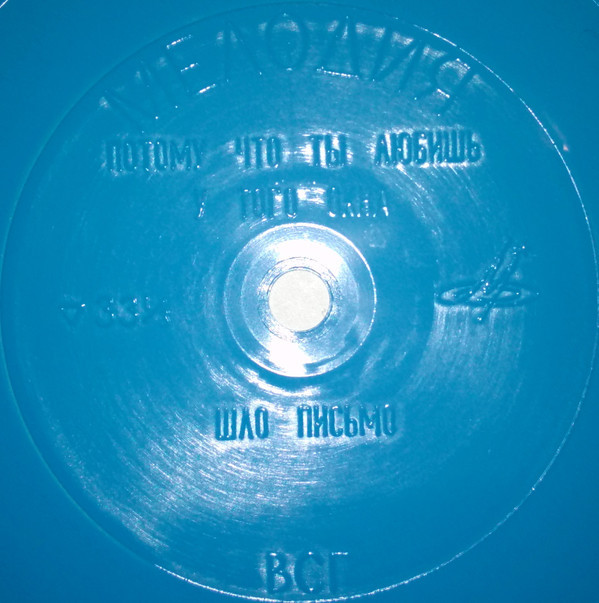 МЕЛОДИЯ
ПОТОМУ ЧТО ТЫ ЛЮБИШЬ
У ТОГО ОКНА
ШЛО ПИСЬМО
ВСГ